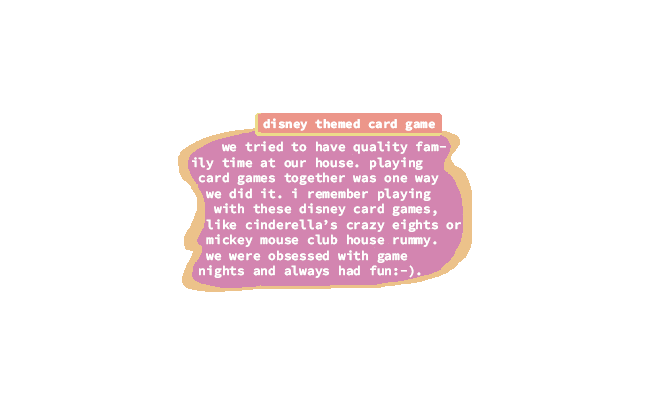 disney themed card game
we tried to have quality fam-
ily time at our house. playing
card games together was one way
we did it. i remember playing
with these disney card games,
like cinderella's crazy eights or
mickey mouse club house rummy.
we were obsessed with game
nights and always had fun:-).